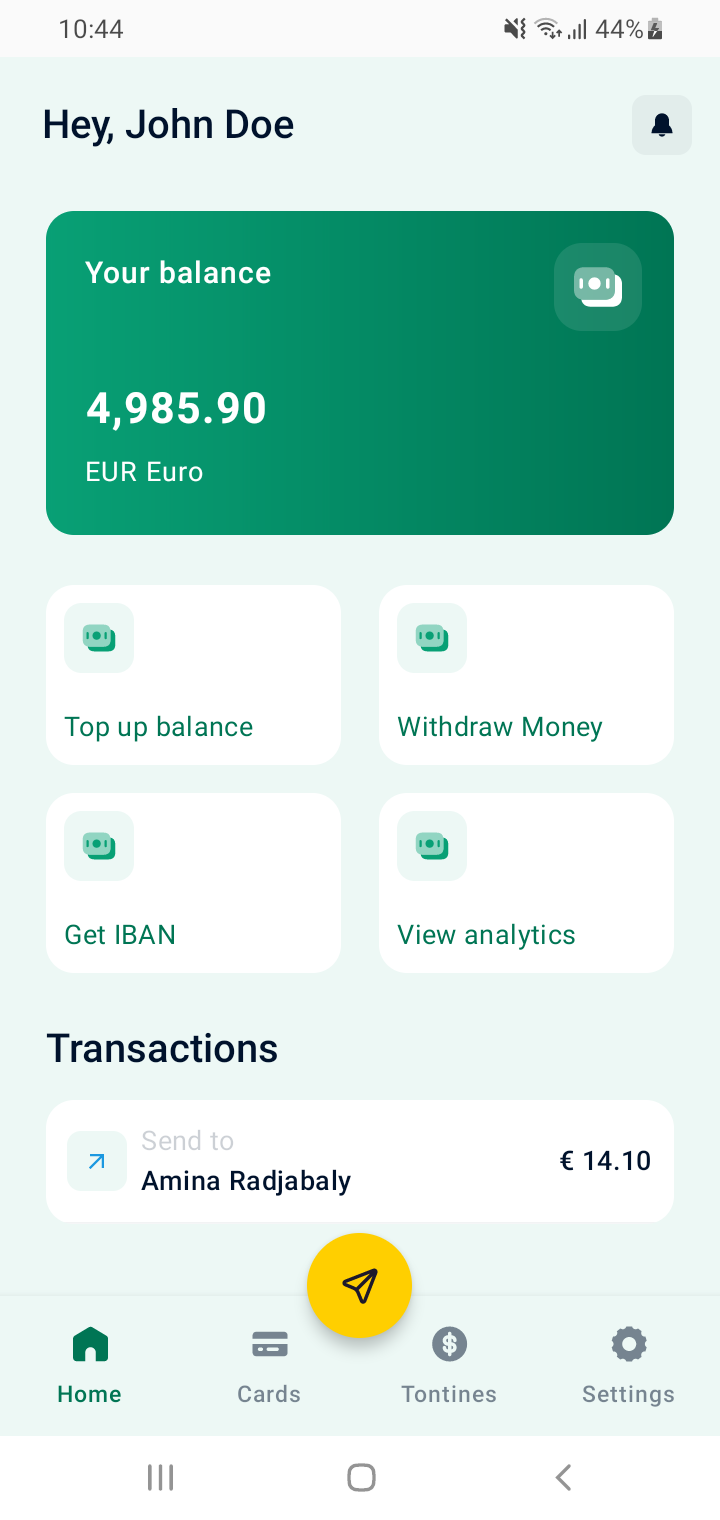 10:44
44%
Hey, John Doe
Your balance
4,985.90
EUR Euro
Top up balance
Withdraw Money
Get IBAN
View analytics
Transactions
Send to
Amina Radjabaly
€ 14.10
Home
Cards
Tontines
Settings